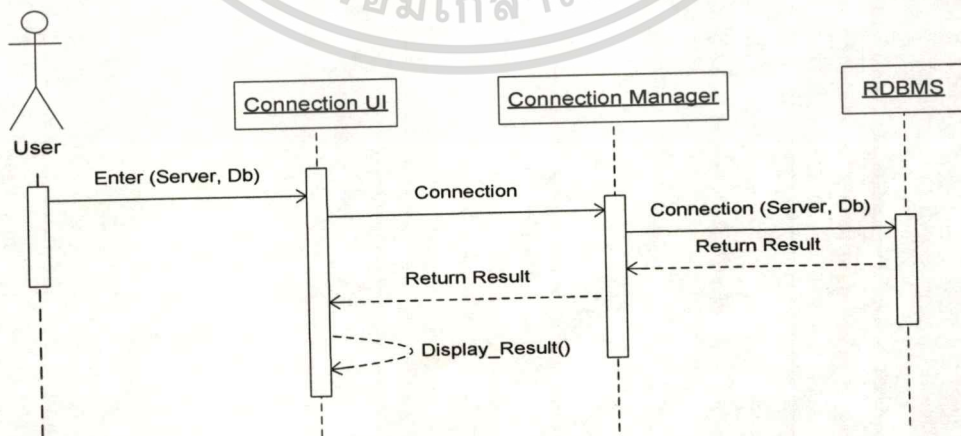 Connection UI
Connection Manager
RDBMS
User
Enter (Server, Db)
Connection
Connection (Server, Db)
Return Result
Return Result
Display_Result()